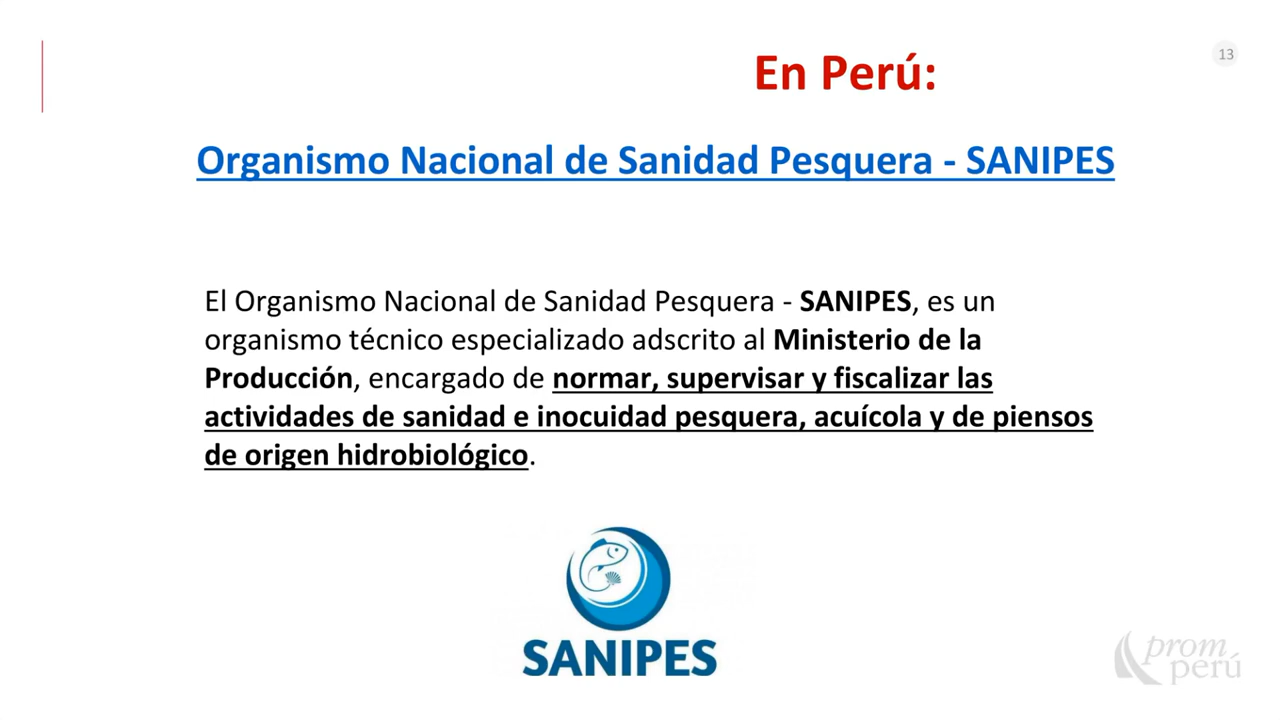 13
En Perú:
Organismo Nacional de Sanidad Pesquera - SANIPES
El Organismo Nacional de Sanidad Pesquera - SANIPES, es un
organismo técnico especializado adscrito al Ministerio de la
Producción, encargado de normar, supervisar y fiscalizar las
actividades de sanidad e inocuidad pesquera, acuícola y de piensos
de origen hidrobiológico.
SANIPES
prom
perú